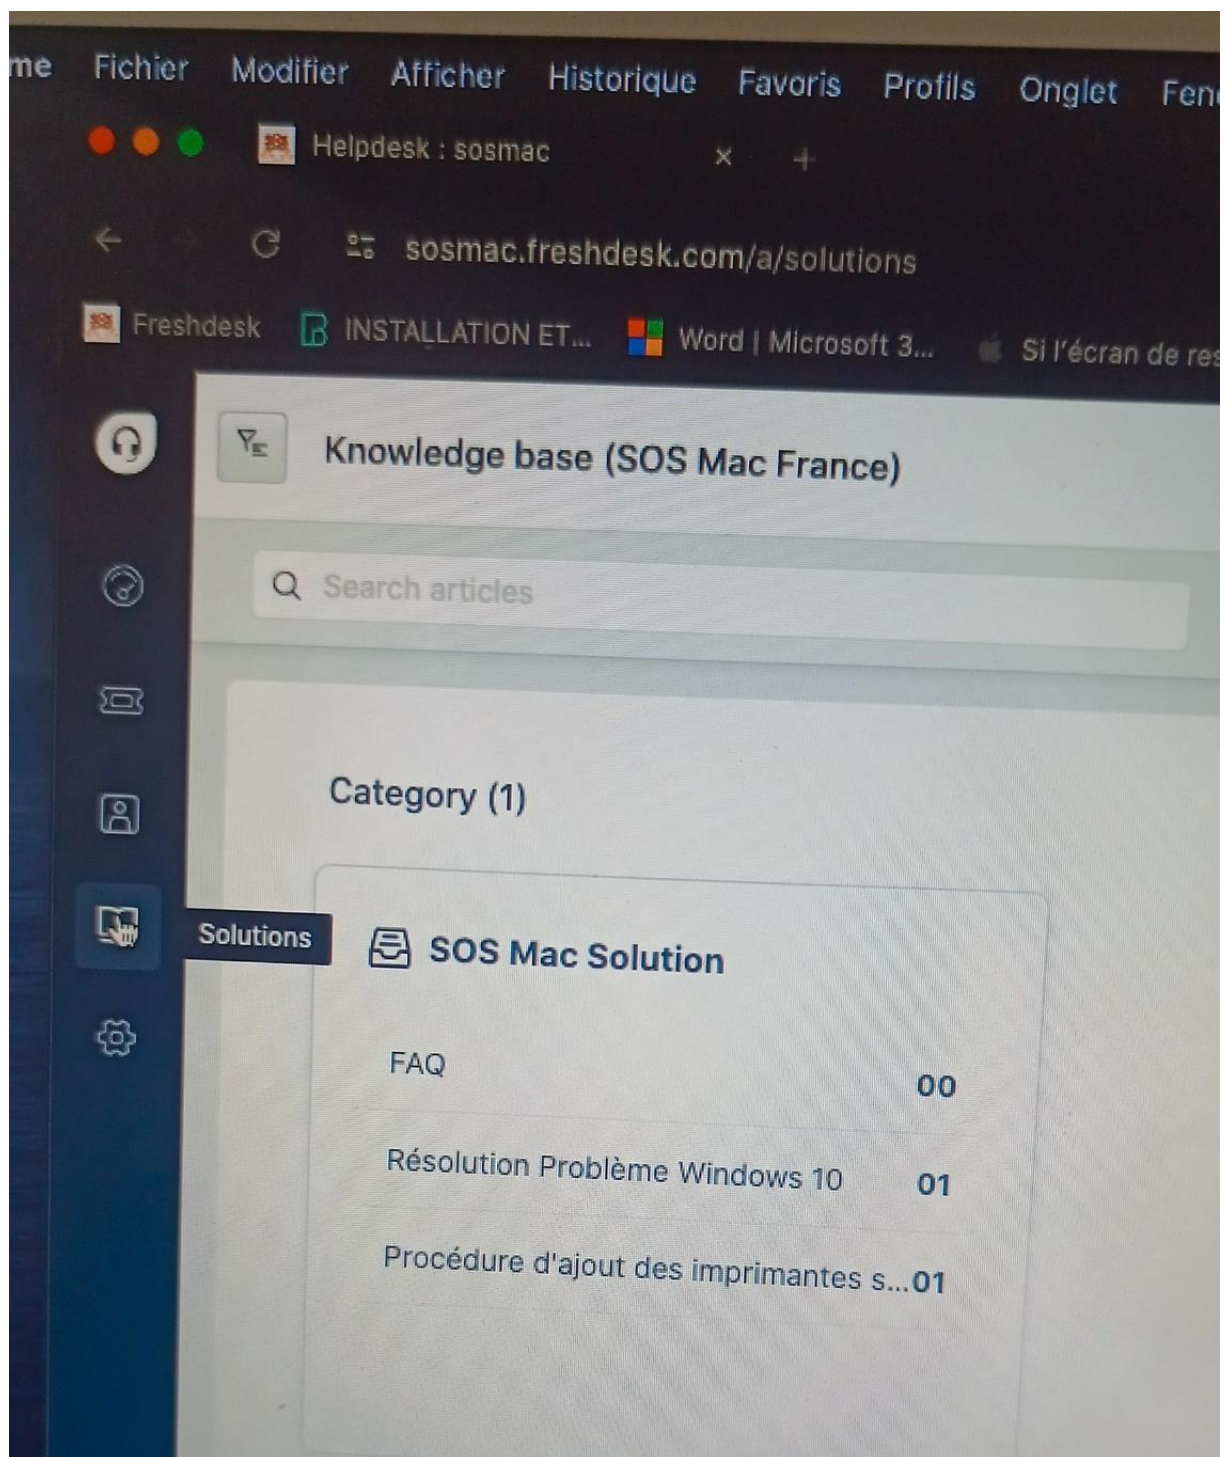 me Fichier Modifier Afficher Historique Favoris Profils Onglet Fen
Helpdesk : sosmac
sosmac.freshdesk.com/a/solutions
Freshdesk INSTALLATION ET... Word | Microsoft 3... Si l'écran de res
Knowledge base (SOS Mac France)
Search articles
Category (1)
Solutions
SOS Mac Solution
FAQ 00
Résolution Problème Windows 10 01
Procédure d'ajout des imprimantes s...01